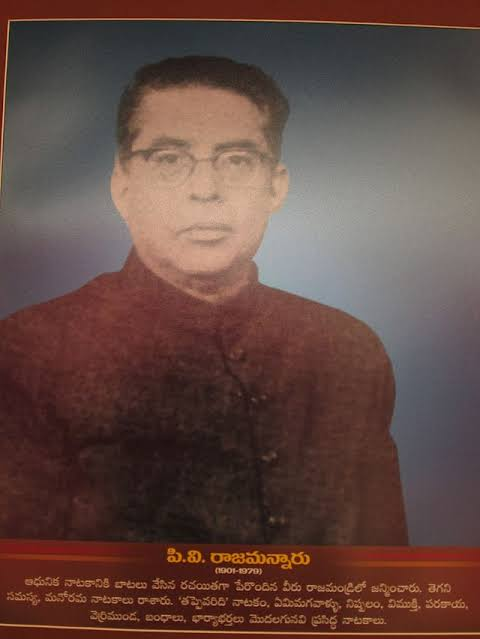 పి.వి. రాజమన్నారు
(1901-1979)
ఆధునిక నాటకానికి బాటలు వేసిన రచయితగా పేరొందిన వీరు రాజమండ్రిలో జన్మించారు. తెగని
సమస్య, మనోరమ నాటకాలు రాశారు. 'తప్పెవరిది' నాటకం, ఏమిమగవాళ్ళు, నిష్ఫలం, విముక్తి, పరకాయ,
వెర్రిముండ, బంధాలు, భార్యాభర్తలు మొదలగునవి ప్రసిద్ధ నాటకాలు.